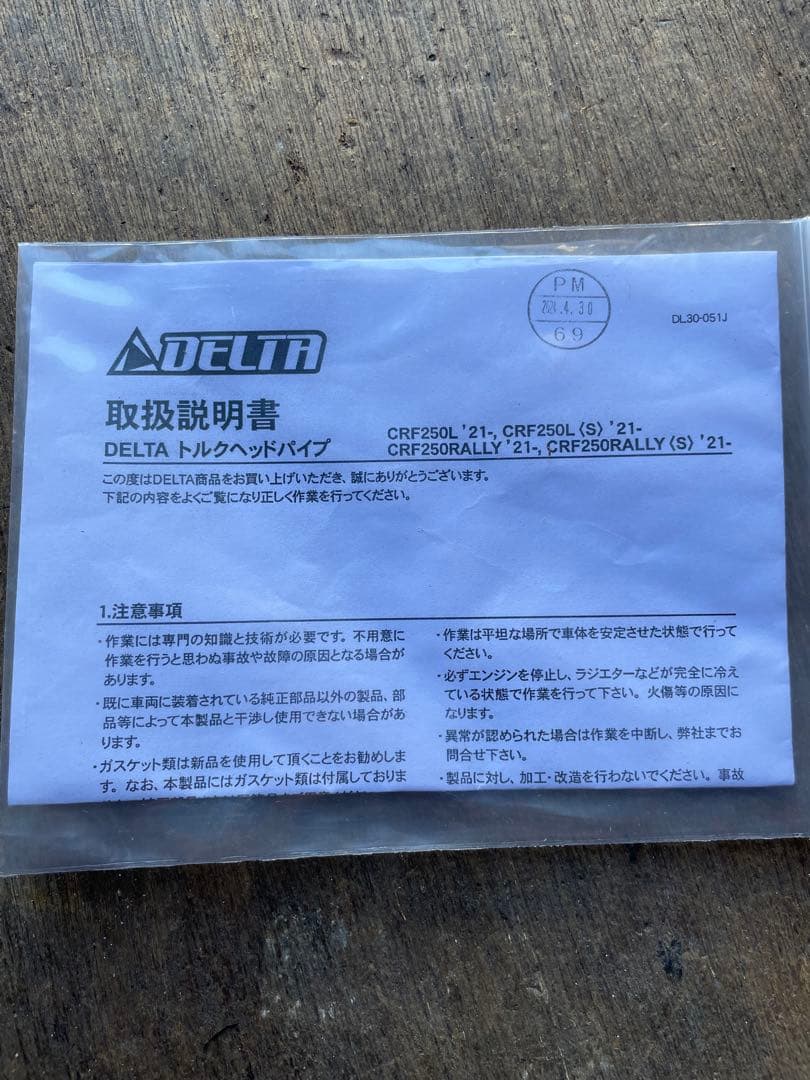 DELTA
PM
2024.4.30
69
DL30-051J
取扱説明書
DELTA トルクヘッドパイプ
CRF250L '21-, CRF250L〈S〉'21-
CRF250RALLY '21-, CRF250RALLY〈S〉'21-
この度はDELTA商品をお買い上げいただき、誠にありがとうございます。
下記の内容をよくご覧になり正しく作業を行ってください。
1.注意事項
・作業には専門の知識と技術が必要です。不用意に
作業を行うと思わぬ事故や故障の原因となる場合が
あります。
・既に車両に装着されている純正部品以外の製品、部
品等によって本製品と干渉し使用できない場合があ
ります。
・ガスケット類は新品を使用して頂くことをお勧めしま
す。なお、本製品にはガスケット類は付属しておりま
・作業は平坦な場所で車体を安定させた状態で行って
ください。
・必ずエンジンを停止し、ラジエターなどが完全に冷え
ている状態で作業を行って下さい。火傷等の原因に
なります。
・異常が認められた場合は作業を中断し、弊社までお
問合せ下さい。
・製品に対し、加工・改造を行わないでください。事故